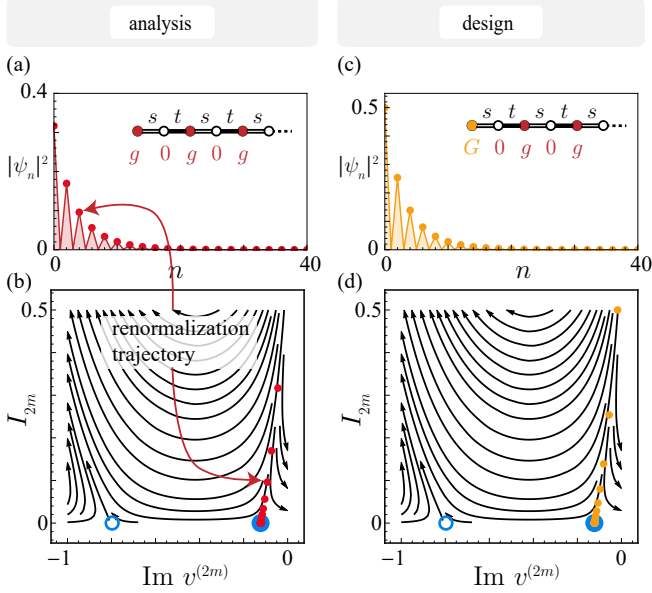 analysis
design
(a)
(c)
0.4
|ψₙ|²
0
s t s t s
g 0 g 0 g
0 n 40
0.5
|ψₙ|²
0
s t s t s
G 0 g 0 g
0 n 40
(b)
(d)
0.5
I₂ₘ
0
renormalization
trajectory
-1 0
Im v⁽²ᵐ⁾
0.5
I₂ₘ
0
-1 0
Im v⁽²ᵐ⁾